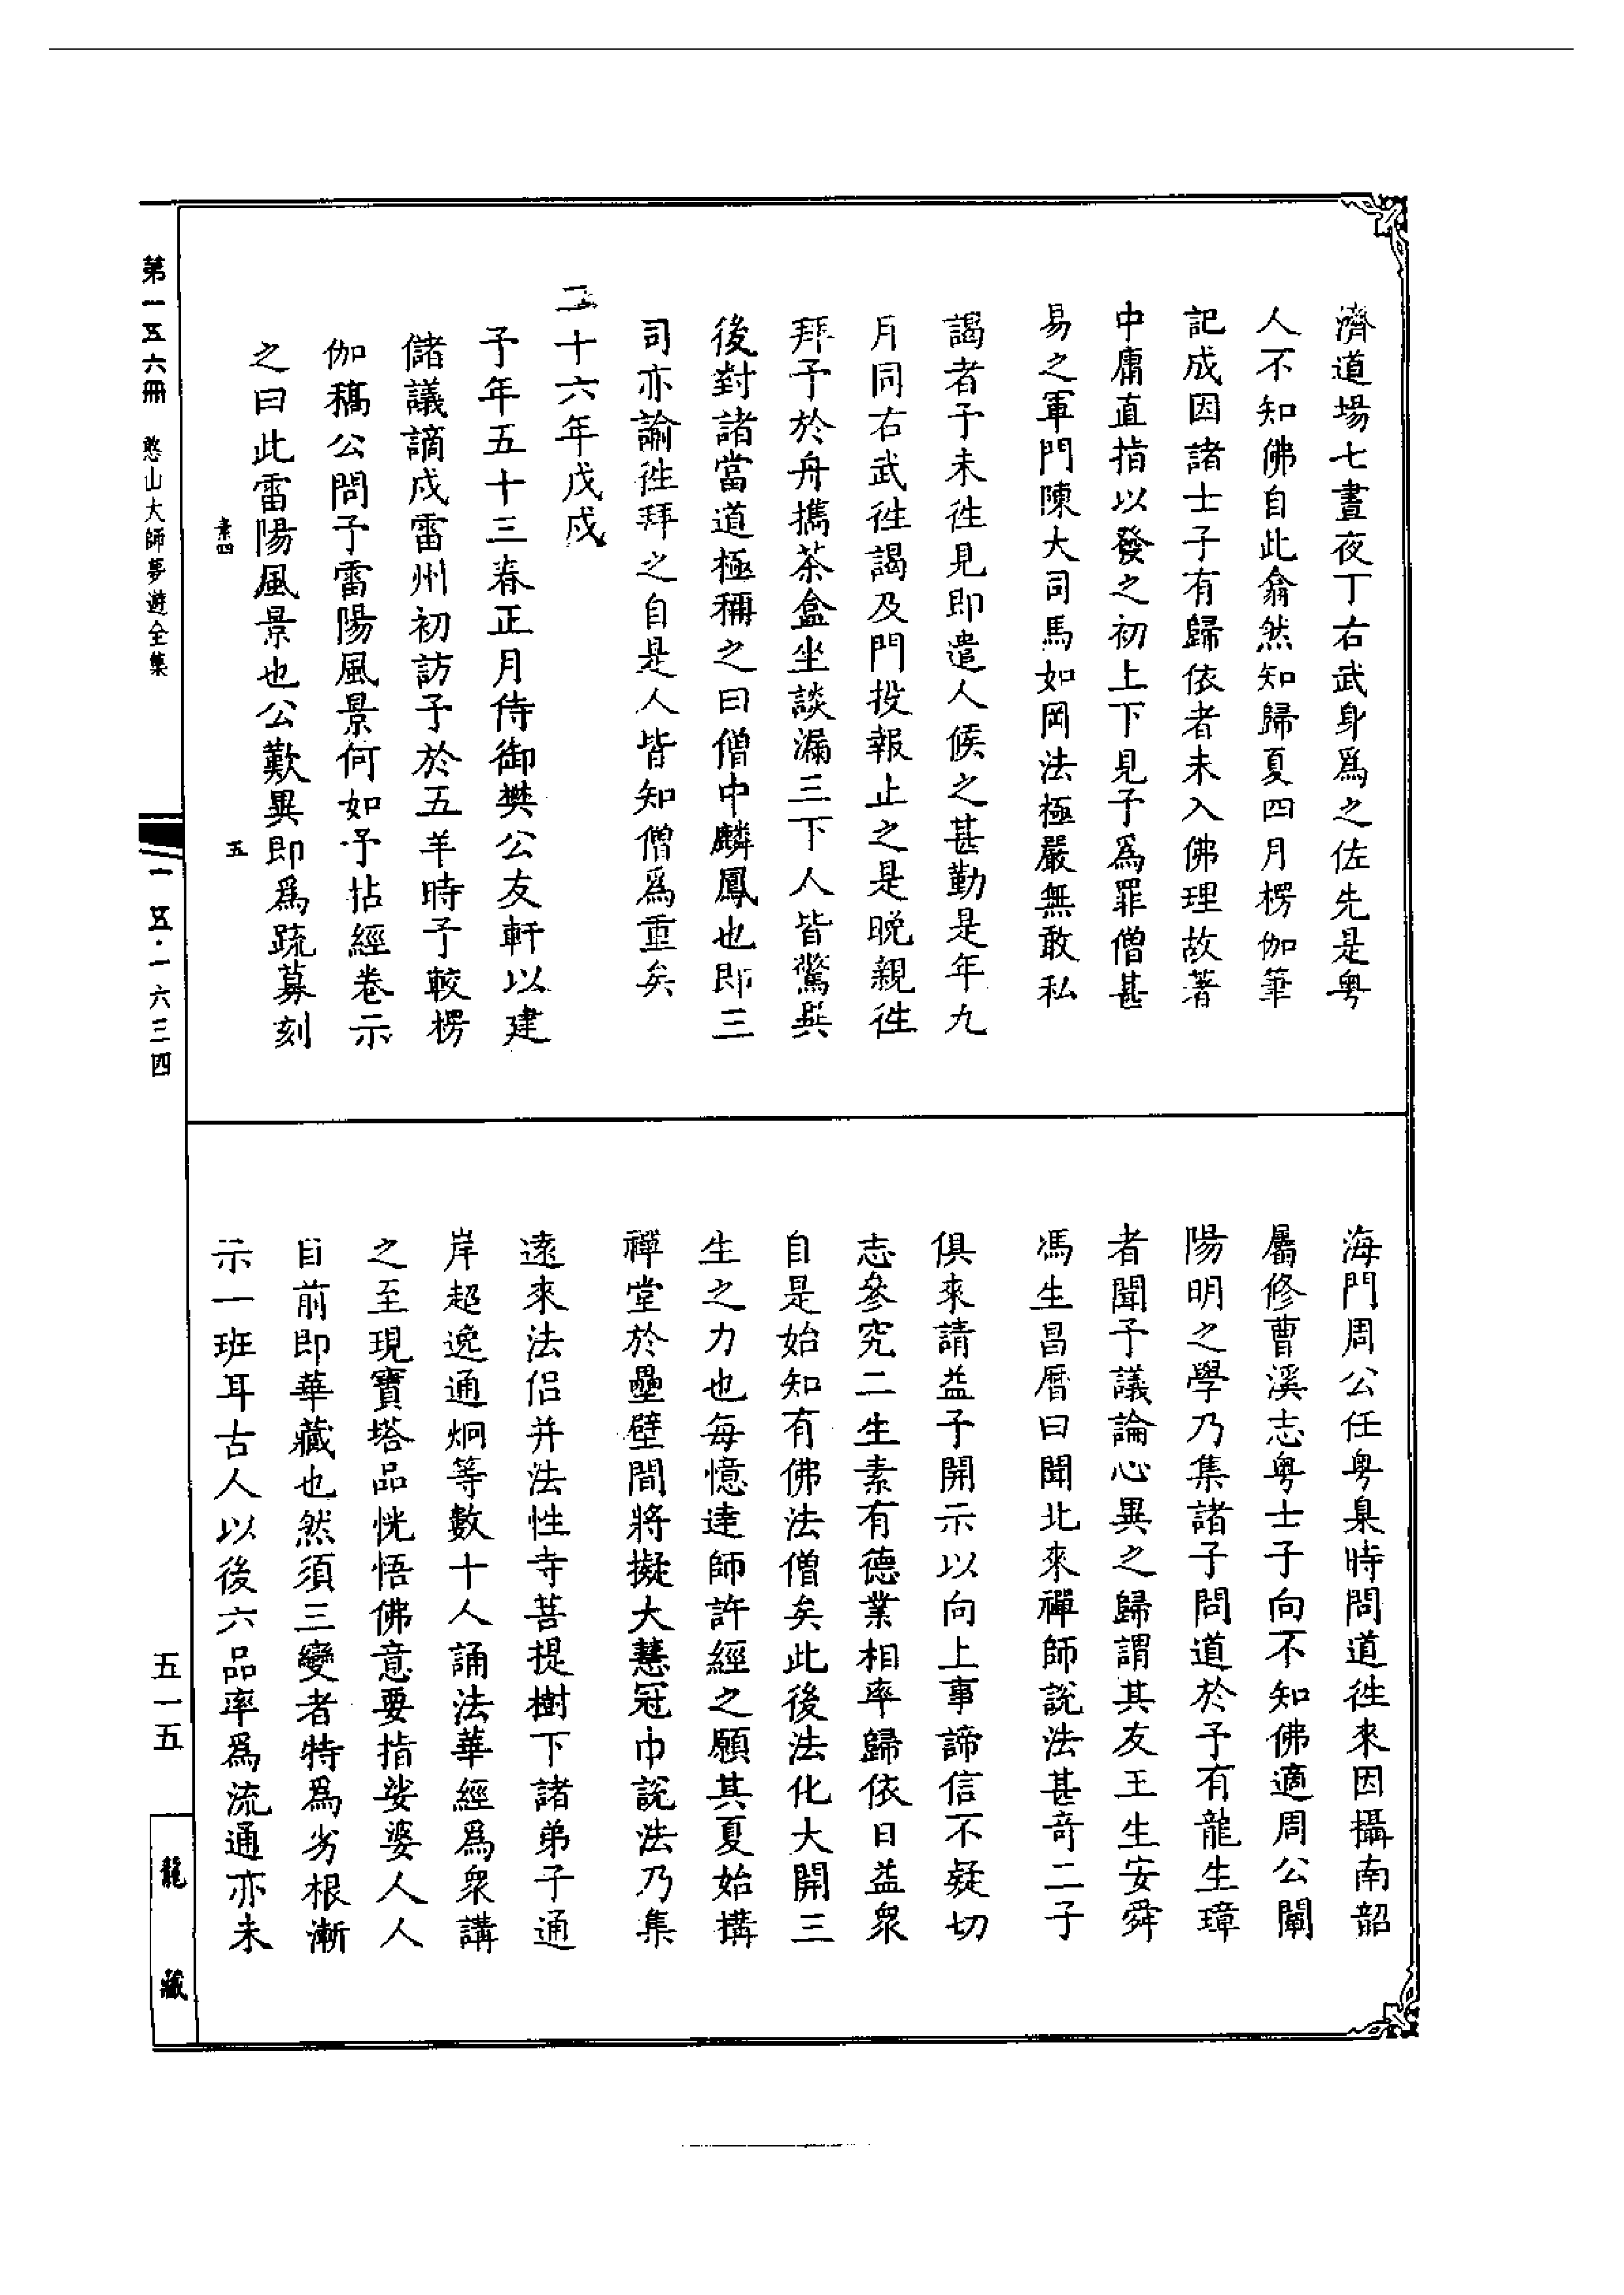 濟道場七晝夜丁右武身爲之佐先是粤
人不知佛自此翕然知歸夏四月楞伽筆
記成因諸士子有歸依者未入佛理故著
中庸直指以發之初上下見予爲罪僧甚
易之軍門陳大司馬如岡法極嚴無敢私
謁者予未徃見即遣人候之甚勤是年九
月同右武徃謁及門投報止之是晚親徃
拜予於舟攜茶盒坐談漏三下人皆驚異
後對諸當道極稱之曰僧中麟鳳也即三
司亦諭徃拜之自是人皆知僧爲重矣
二十六年戊戌
予年五十三春正月侍御樊公友軒以建
儲議謫戍雷州初訪予於五羊時予較楞
伽稿公問予雷陽風景何如予拈經卷示
之曰此雷陽風景也公歎異即爲疏募刻
海門周公任粤臬時問道徃來因攝南韶
屬修曹溪志粤士子向不知佛適周公闡
陽明之學乃集諸子問道於予有龍生璋
者聞予議論心異之歸謂其友王生安舜
馮生昌曆曰聞北來禪師說法甚奇二子
俱來請益予開示以向上事諦信不疑切
志參究二生素有德業相率歸依日益衆
自是始知有佛法僧矣此後法化大開三
生之力也每憶達師許經之願其夏始搆
禪堂於壘壁間將擬大慧冠巾說法乃集
遠來法侶并法性寺菩提樹下諸弟子通
岸超逸通炯等數十人誦法華經爲衆講
之至現寶塔品恍悟佛意要指娑婆人人
目前即華藏也然須三變者特爲劣根漸
示一班耳古人以後六品率爲流通亦未
第一五六冊 憨山大師夢遊全集
素四
五
一五·一六三四
五一五
龍藏